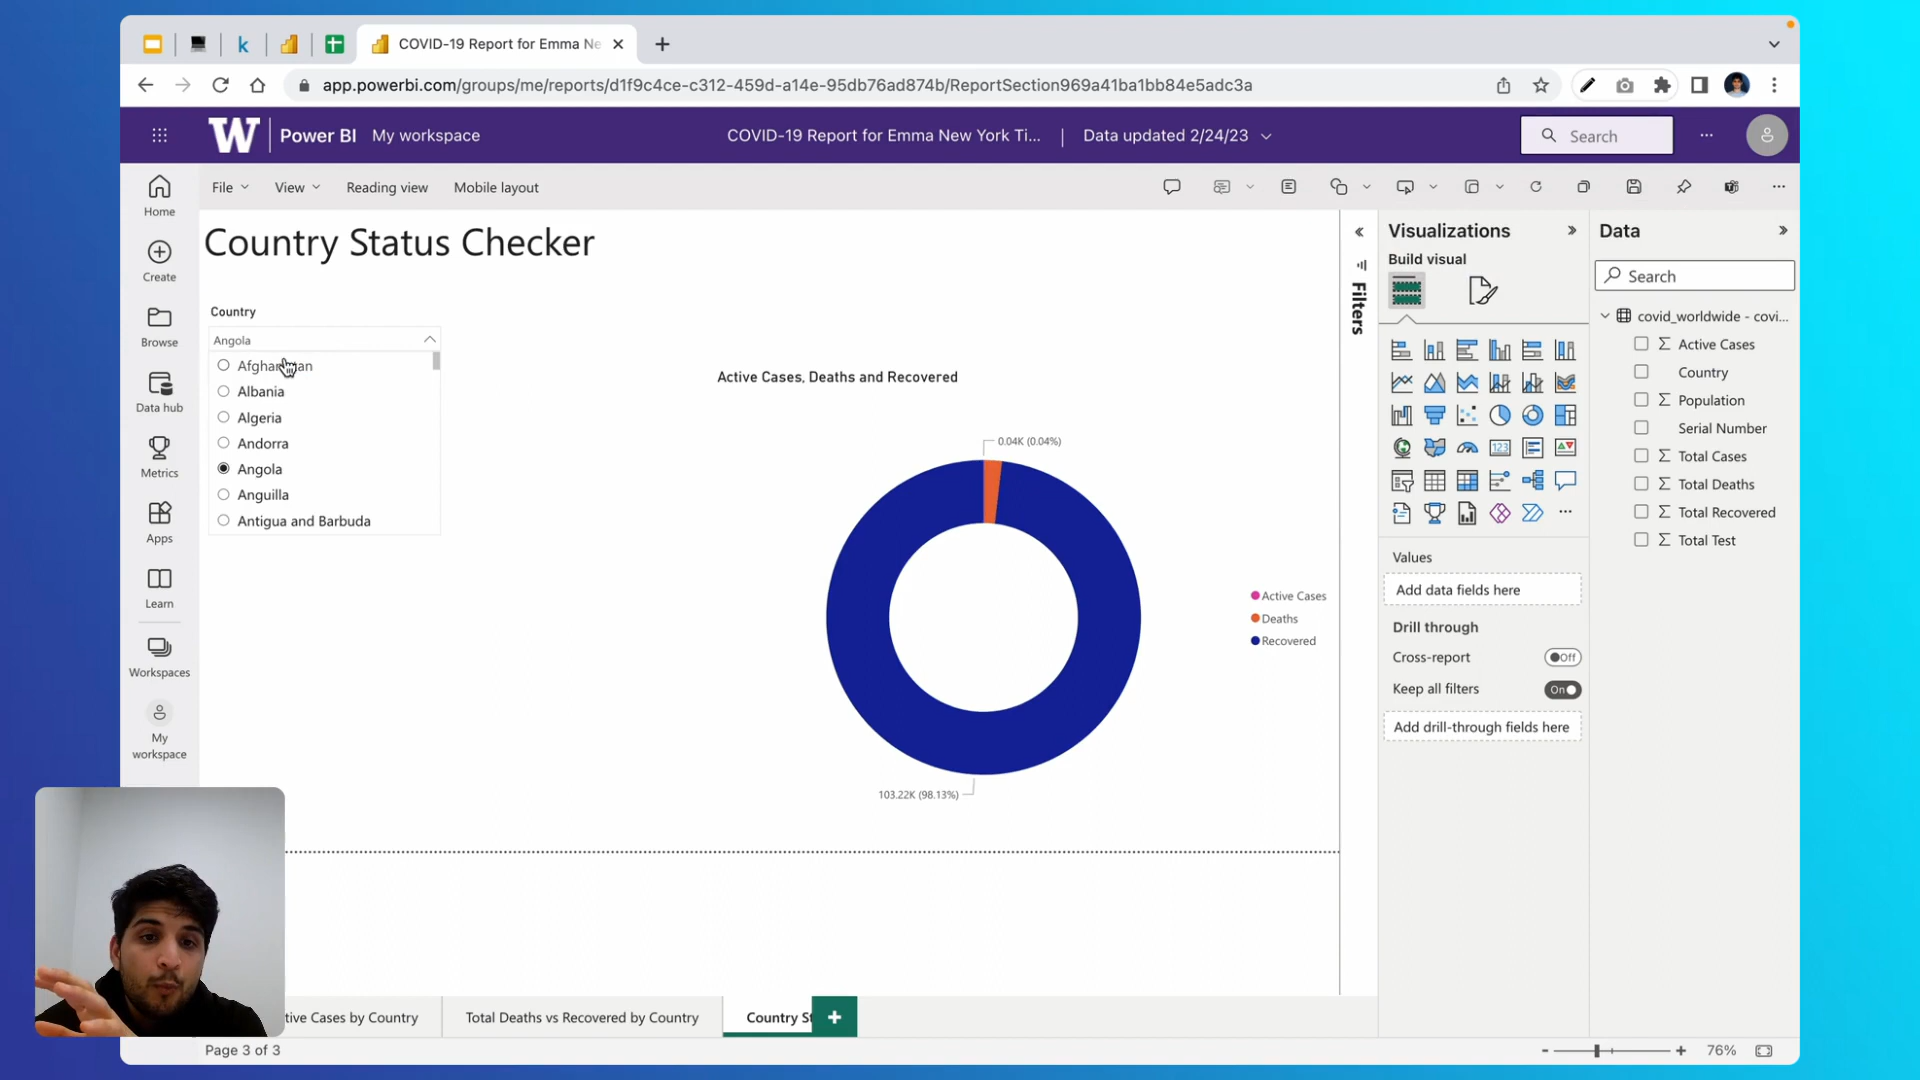 COVID-19 Report for Emma Ne
app.powerbi.com/groups/me/reports/d1f9c4ce-c312-459d-a14e-95db76ad874b/ReportSection969a41ba1bb84e5adc3a
W Power BI My workspace COVID-19 Report for Emma New York Ti... | Data updated 2/24/23 Search
File View Reading view Mobile layout
Home
Create
Browse
Data hub
Metrics
Apps
Learn
Workspaces
My
workspace
Country Status Checker
Country
Angola
Afghanistan
Albania
Algeria
Andorra
Angola
Anguilla
Antigua and Barbuda
Active Cases, Deaths and Recovered
0.04K (0.04%)
103.22K (98.13%)
Active Cases
Deaths
Recovered
Filters
Visualizations
Build visual
123
Values
Add data fields here
Drill through
Cross-report Off
Keep all filters On
Add drill-through fields here
Data
Search
covid_worldwide - covi...
Active Cases
Country
Population
Serial Number
Total Cases
Total Deaths
Total Recovered
Total Test
tive Cases by Country Total Deaths vs Recovered by Country Country St
Page 3 of 3
76%